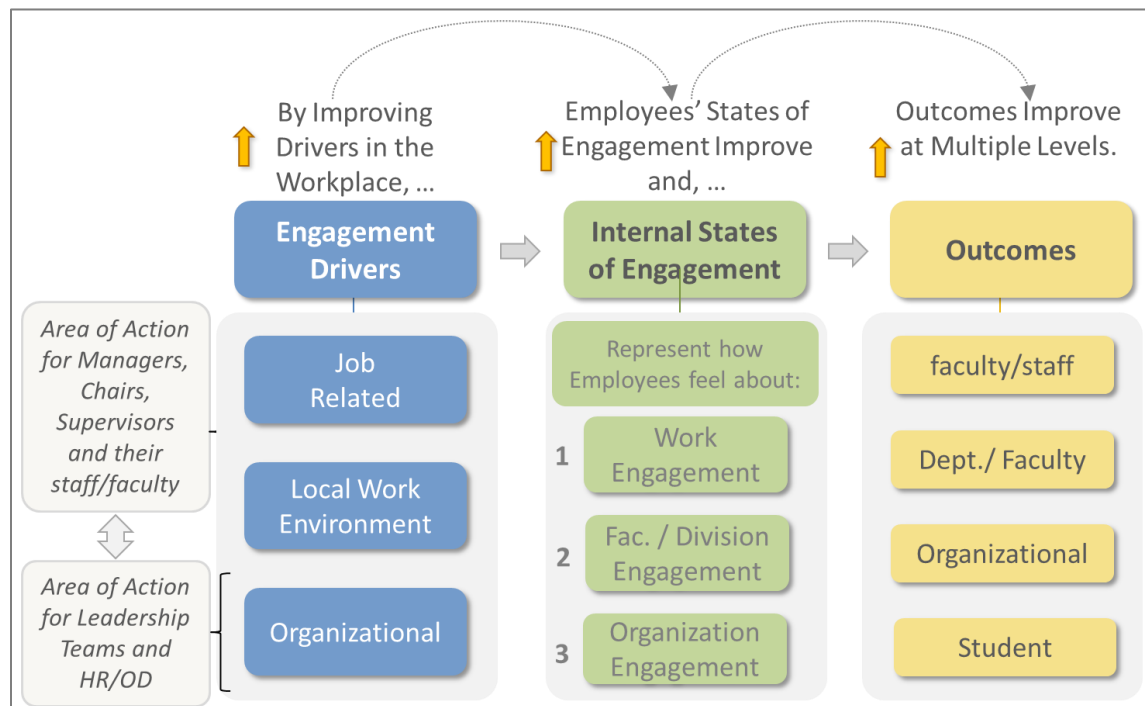 By Improving
Drivers in the
Workplace, ...
Employees' States of
Engagement Improve
and, ...
Outcomes Improve
at Multiple Levels.
Engagement
Drivers
Internal States
of Engagement
Outcomes
Area of Action
for Managers,
Chairs,
Supervisors
and their
staff/faculty
Area of Action
for Leadership
Teams and
HR/OD
Job
Related
Local Work
Environment
Organizational
Represent how
Employees feel about:
1
Work
Engagement
2
Fac. / Division
Engagement
3
Organization
Engagement
faculty/staff
Dept./ Faculty
Organizational
Student